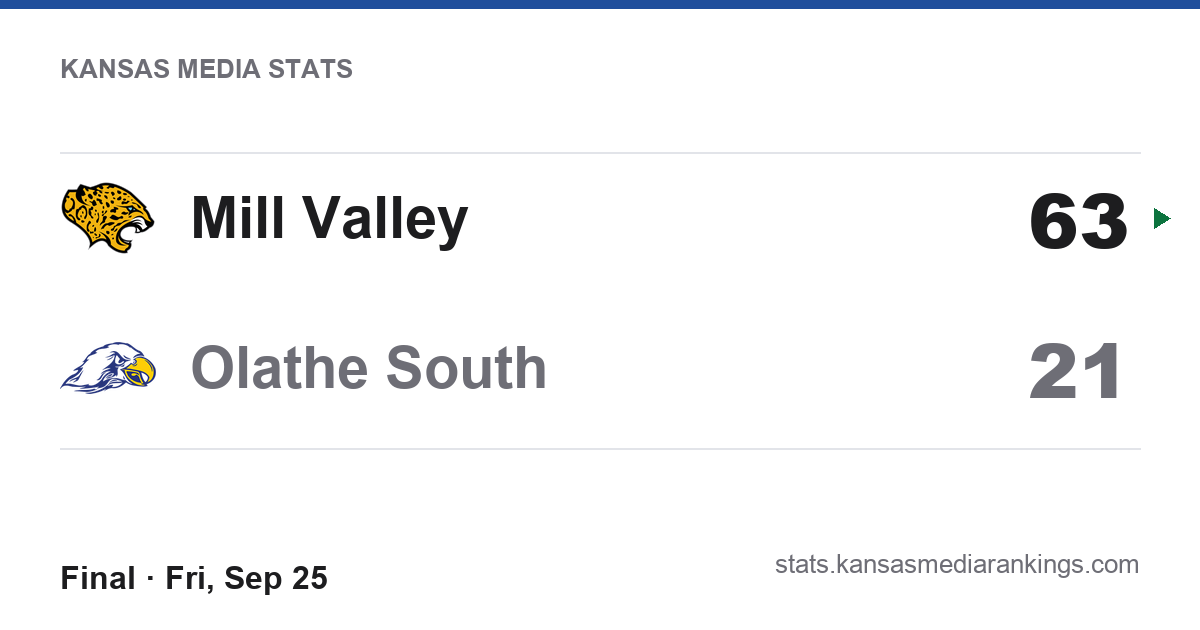 KANSAS MEDIA STATS
Mill Valley 63
Olathe South 21
Final · Fri, Sep 25
stats.kansasmediarankings.com